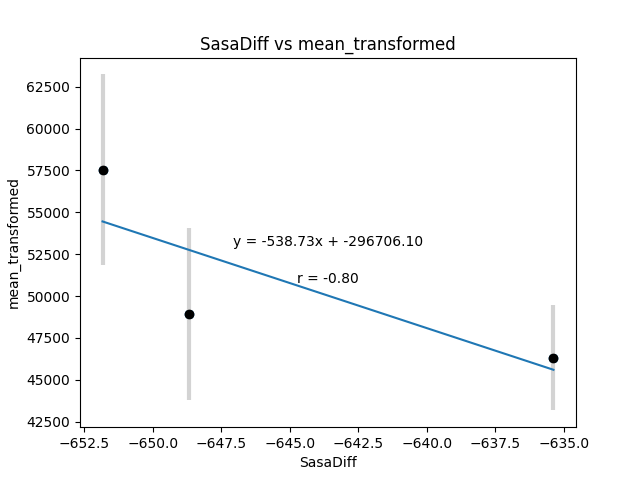 SasaDiff vs mean_transformed
mean_transformed
62500
60000
57500
55000
52500
50000
47500
45000
42500
y = -538.73x + -296706.10
r = -0.80
−652.5 −650.0 −647.5 −645.0 −642.5 −640.0 −637.5 −635.0
SasaDiff